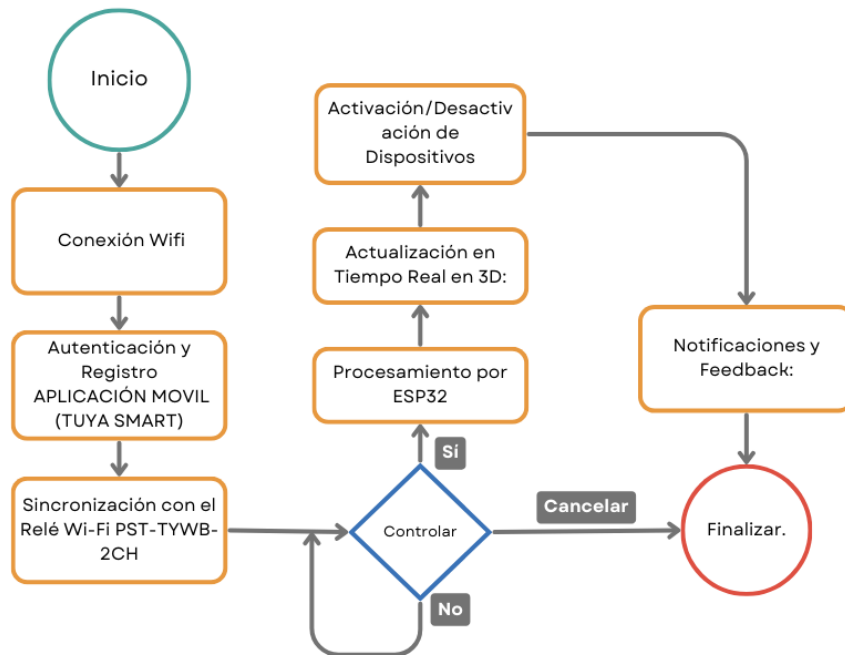 Inicio
Conexión Wifi
Autenticación y
Registro
APLICACIÓN MOVIL
(TUYA SMART)
Sincronización con el
Relé Wi-Fi PST-TYWB-
2CH
Controlar
No
Sí
Cancelar
Procesamiento por
ESP32
Actualización en
Tiempo Real en 3D:
Activación/Desactiv
ación de
Dispositivos
Notificaciones y
Feedback:
Finalizar.